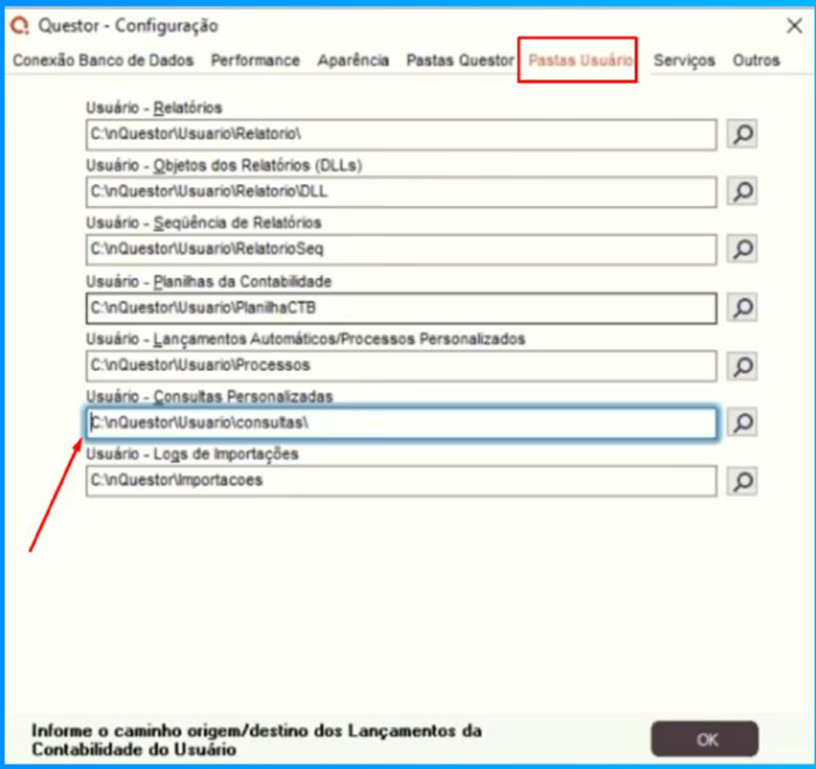 Questor - Configuração
Conexão Banco de Dados Performance Aparência Pastas Questor Pastas Usuário Serviços Outros
Usuário - Relatórios
C:\nQuestor\Usuario\Relatorio\
Usuário - Objetos dos Relatórios (DLLs)
C:\nQuestor\Usuario\Relatorio\DLL
Usuário - Seqüência de Relatórios
C:\nQuestor\Usuario\RelatorioSeq
Usuário - Planilhas da Contabilidade
C:\nQuestor\Usuario\PlanilhaCTB
Usuário - Lançamentos Automáticos/Processos Personalizados
C:\nQuestor\Usuario\Processos
Usuário - Consultas Personalizadas
C:\nQuestor\Usuario\consultas\
Usuário - Logs de Importações
C:\nQuestor\Importacoes
Informe o caminho origem/destino dos Lançamentos da
Contabilidade do Usuário
OK